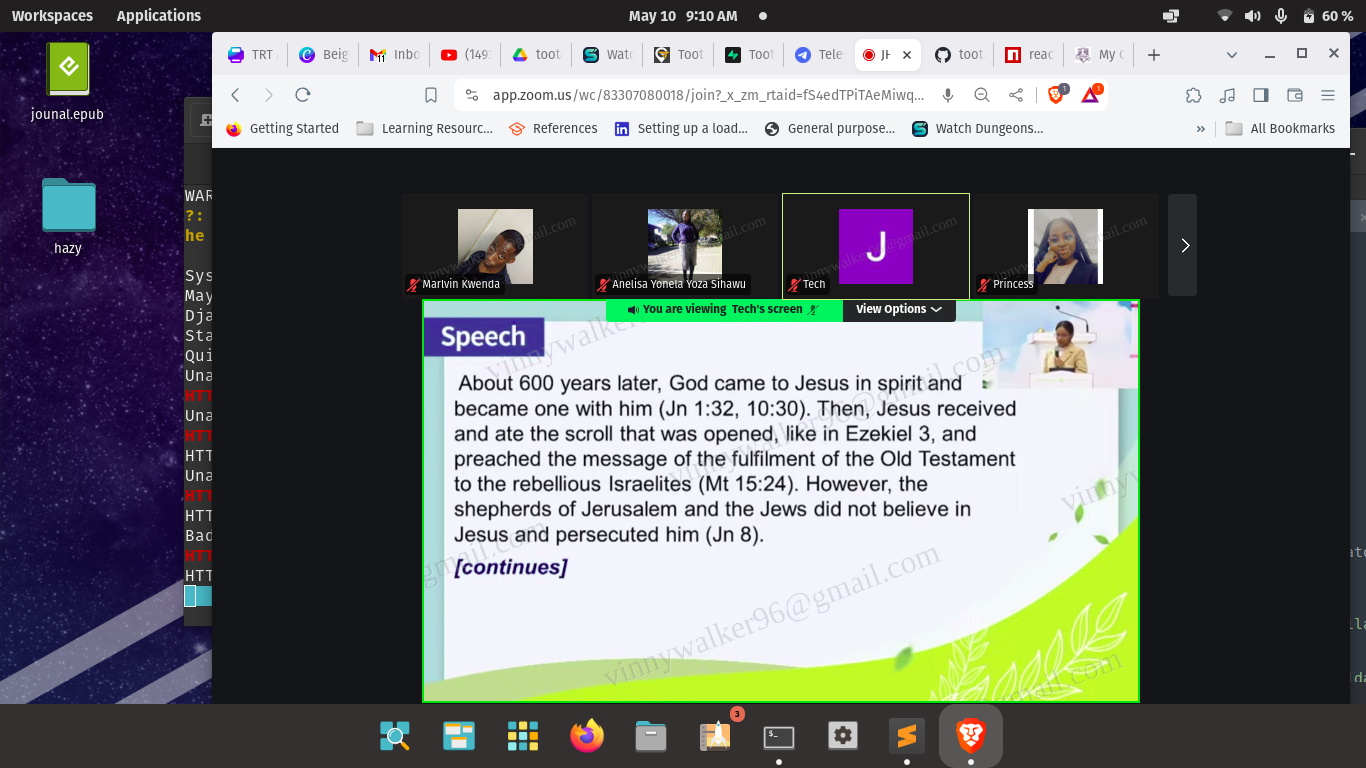 Workspaces Applications May 10 9:10 AM 60 %
jounal.epub
hazy
TRT Beig Inbo (149 toot Wat Toot Toot Tele toot reac My C
app.zoom.us/wc/83307080018/join?_x_zm_rtaid=fS4edTPiTAeMiwq... 1 1
Getting Started Learning Resourc... References Setting up a load... General purpose... Watch Dungeons... » All Bookmarks
WAR
?:
he
Sys
May
Dja
Sta
Qui
Una
HTT
Una
HTT
HTT
Una
HTT
HTT
Bad
HTT
HTT
Marlvin Kwenda
Anelisa Yonela Yoza Sihawu
J
Tech
Princess
You are viewing Tech's screen View Options
Speech
About 600 years later, God came to Jesus in spirit and
became one with him (Jn 1:32, 10:30). Then, Jesus received
and ate the scroll that was opened, like in Ezekiel 3, and
preached the message of the fulfilment of the Old Testament
to the rebellious Israelites (Mt 15:24). However, the
shepherds of Jerusalem and the Jews did not believe in
Jesus and persecuted him (Jn 8).
[continues]
vinnywalker96@gmail.com
3